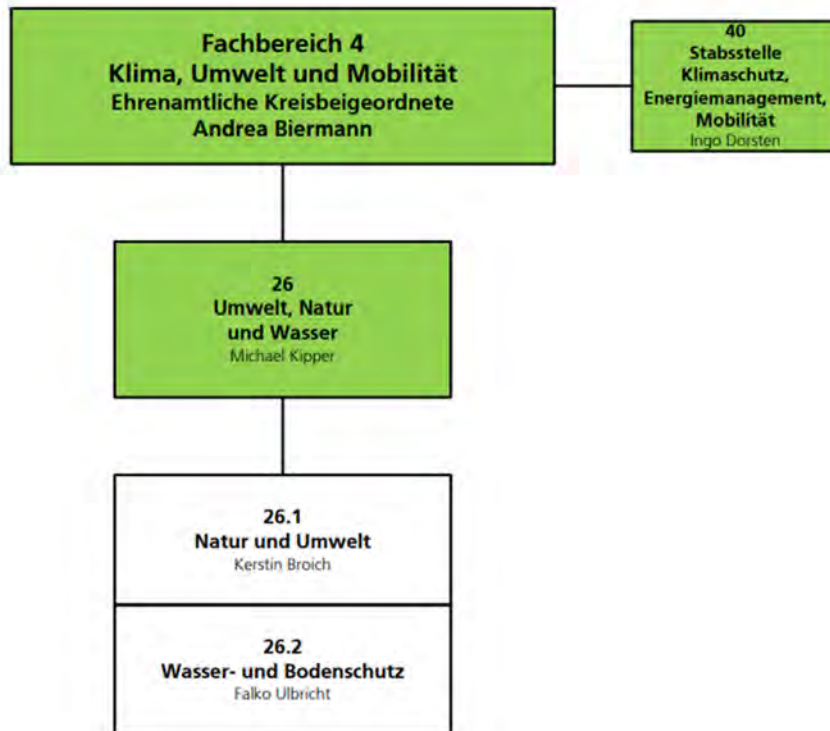 Fachbereich 4
Klima, Umwelt und Mobilität
Ehrenamtliche Kreisbeigeordnete
Andrea Biermann
40
Stabsstelle
Klimaschutz,
Energiemanagement,
Mobilität
Ingo Dorsten
26
Umwelt, Natur
und Wasser
Michael Kipper
26.1
Natur und Umwelt
Kerstin Broich
26.2
Wasser- und Bodenschutz
Falko Ulbricht